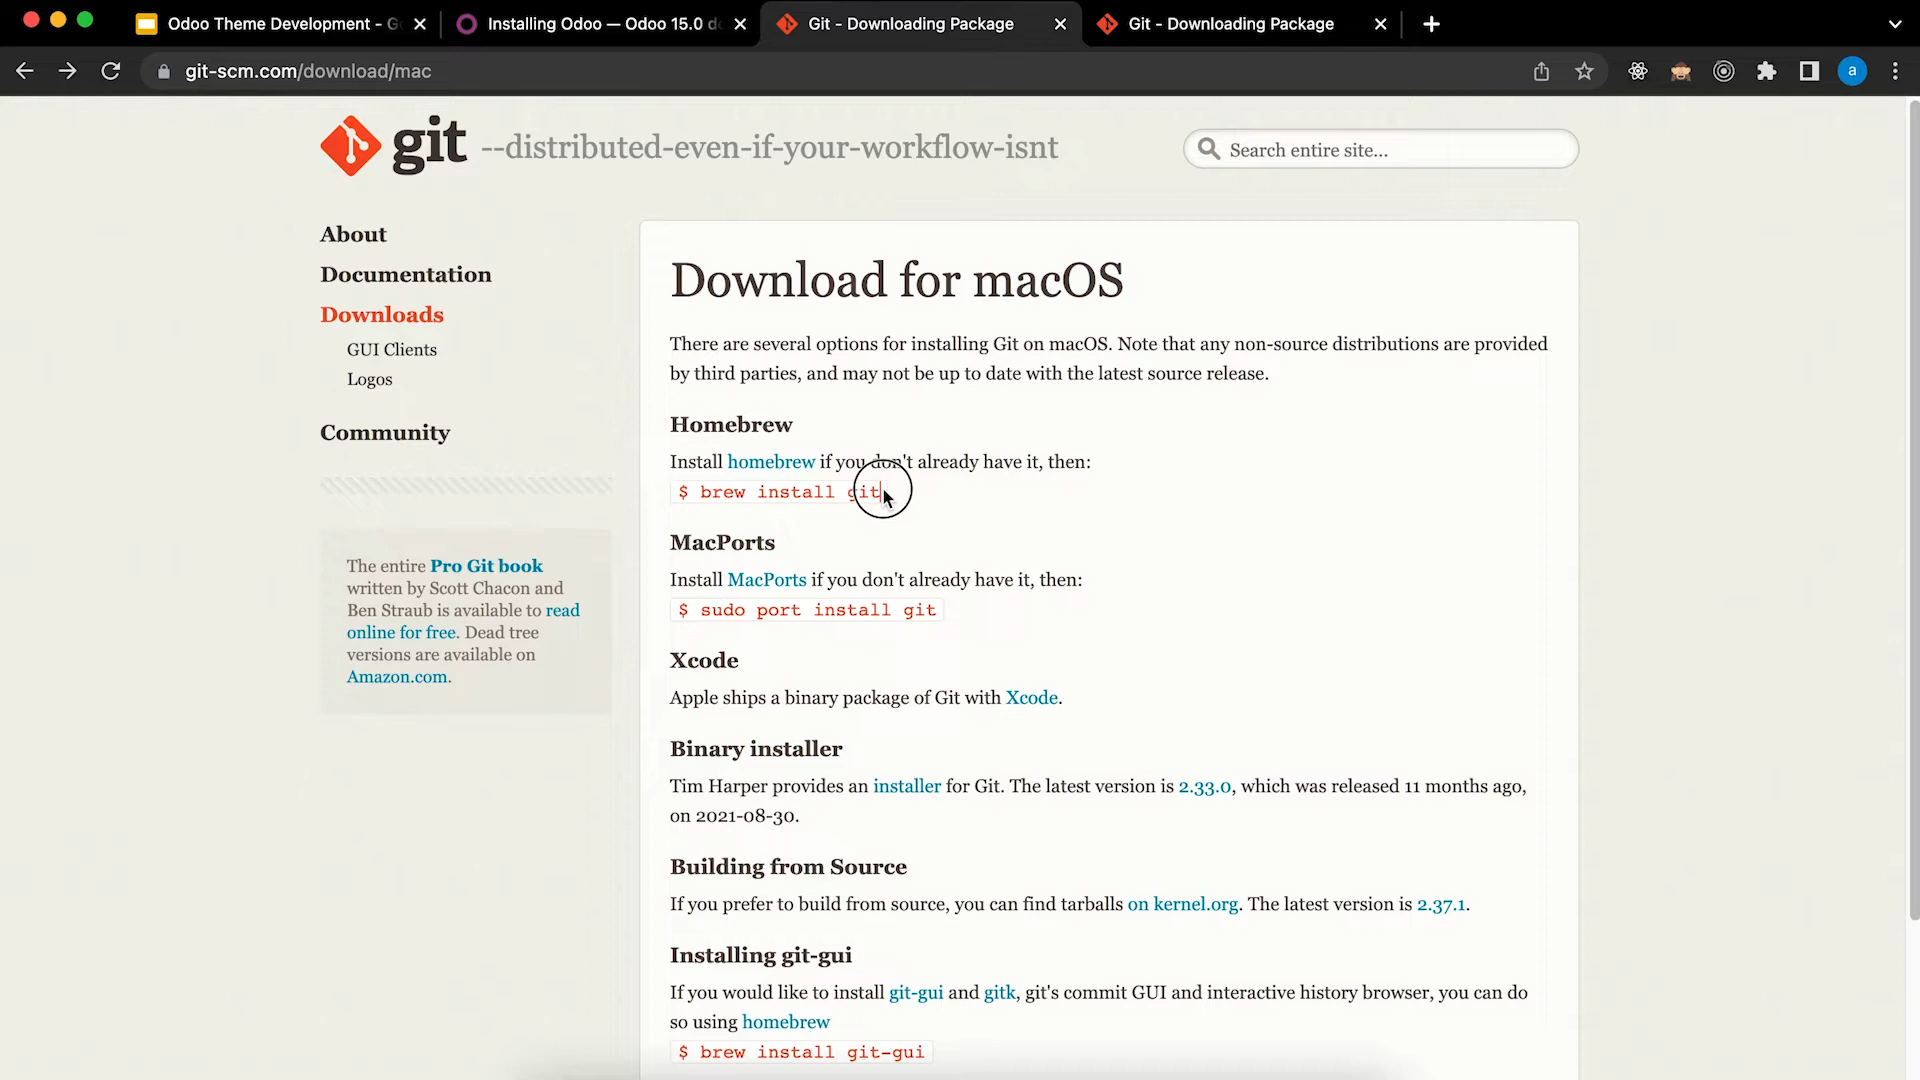 Odoo Theme Development - G
Installing Odoo — Odoo 15.0 d
Git - Downloading Package
Git - Downloading Package
git-scm.com/download/mac
a
git --distributed-even-if-your-workflow-isnt
Search entire site...
About
Documentation
Downloads
GUI Clients
Logos
Community
The entire Pro Git book
written by Scott Chacon and
Ben Straub is available to read
online for free. Dead tree
versions are available on
Amazon.com.
Download for macOS
There are several options for installing Git on macOS. Note that any non-source distributions are provided
by third parties, and may not be up to date with the latest source release.
Homebrew
Install homebrew if you don't already have it, then:
$ brew install git
MacPorts
Install MacPorts if you don't already have it, then:
$ sudo port install git
Xcode
Apple ships a binary package of Git with Xcode.
Binary installer
Tim Harper provides an installer for Git. The latest version is 2.33.0, which was released 11 months ago,
on 2021-08-30.
Building from Source
If you prefer to build from source, you can find tarballs on kernel.org. The latest version is 2.37.1.
Installing git-gui
If you would like to install git-gui and gitk, git's commit GUI and interactive history browser, you can do
so using homebrew
$ brew install git-gui